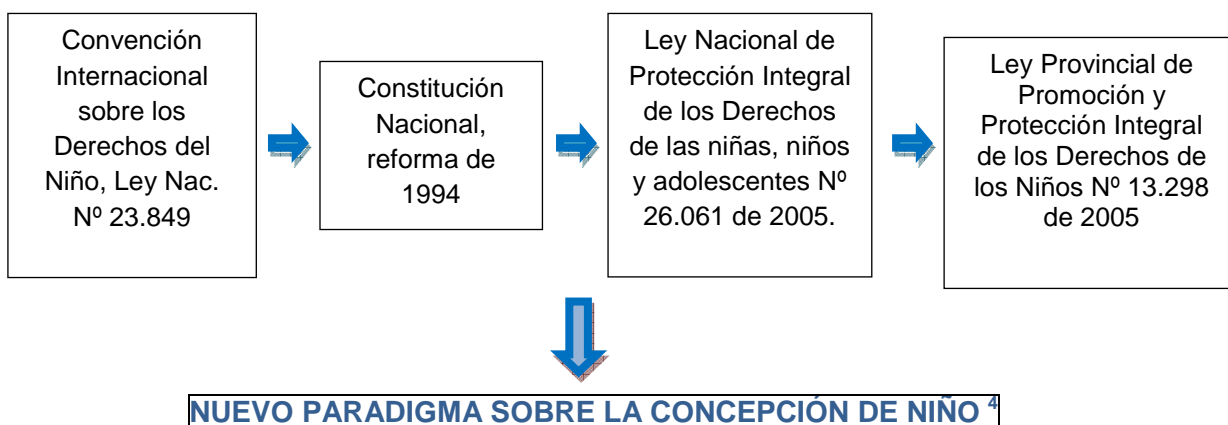 Convención
Internacional
sobre los
Derechos del
Niño, Ley Nac.
Nº 23.849
Constitución
Nacional,
reforma de
1994
Ley Nacional de
Protección Integral
de los Derechos
de las niñas, niños
y adolescentes Nº
26.061 de 2005.
Ley Provincial de
Promoción y
Protección Integral
de los Derechos de
los Niños Nº 13.298
de 2005
NUEVO PARADIGMA SOBRE LA CONCEPCIÓN DE NIÑO 4